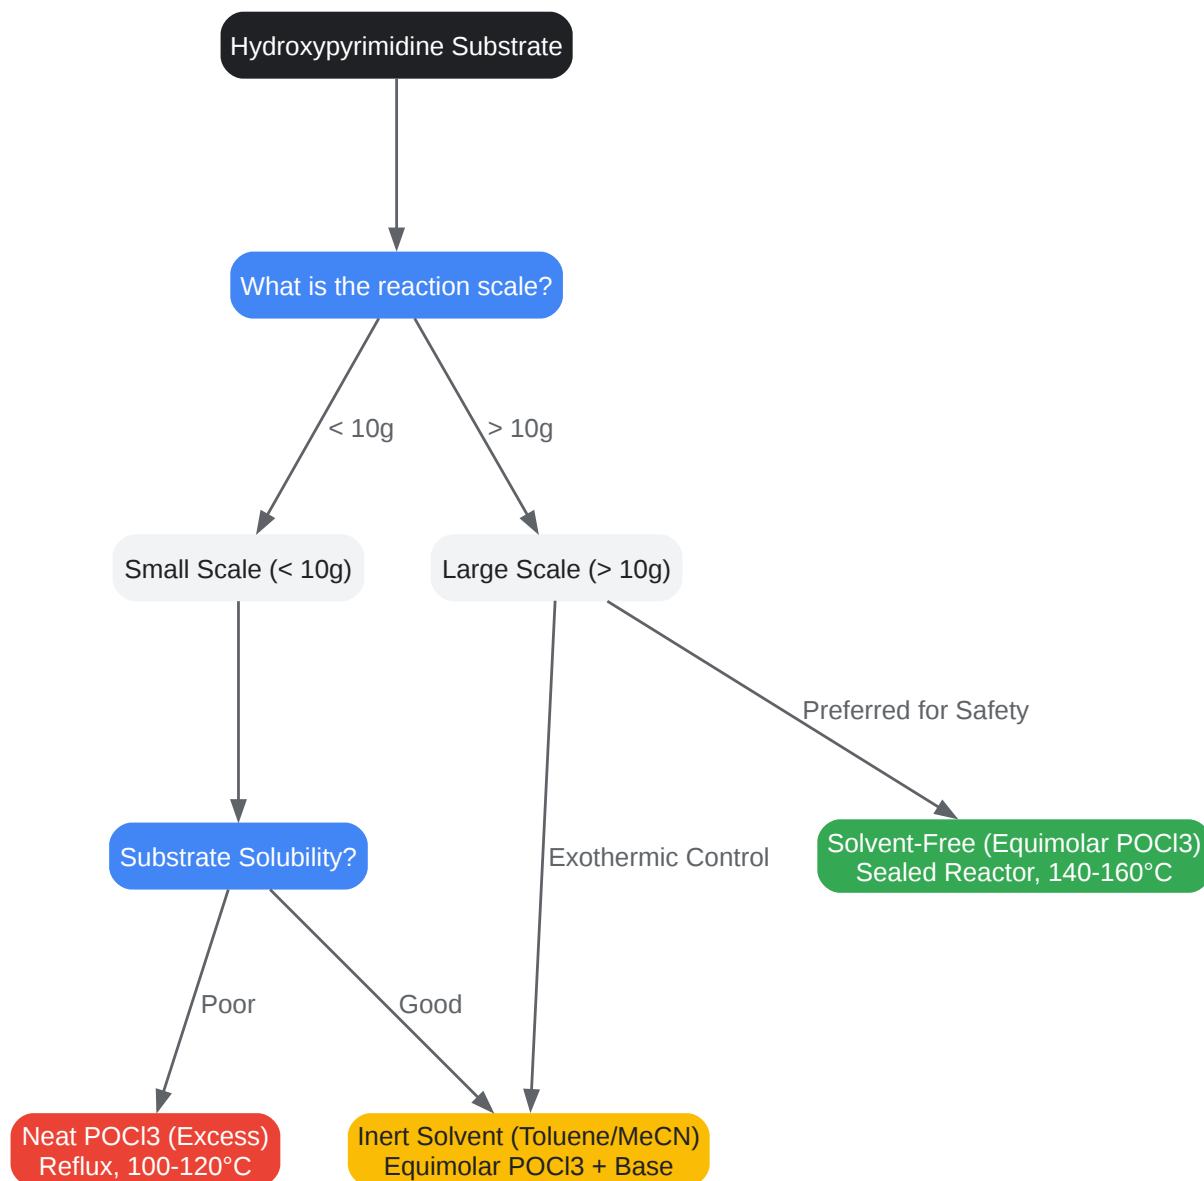 Hydroxypyrimidine Substrate
What is the reaction scale?
< 10g
> 10g
Small Scale (< 10g)
Large Scale (> 10g)
Preferred for Safety
Substrate Solubility?
Exothermic Control
Solvent-Free (Equimolar POCl3)
Sealed Reactor, 140-160°C
Poor
Good
Neat POCl3 (Excess)
Reflux, 100-120°C
Inert Solvent (Toluene/MeCN)
Equimolar POCl3 + Base